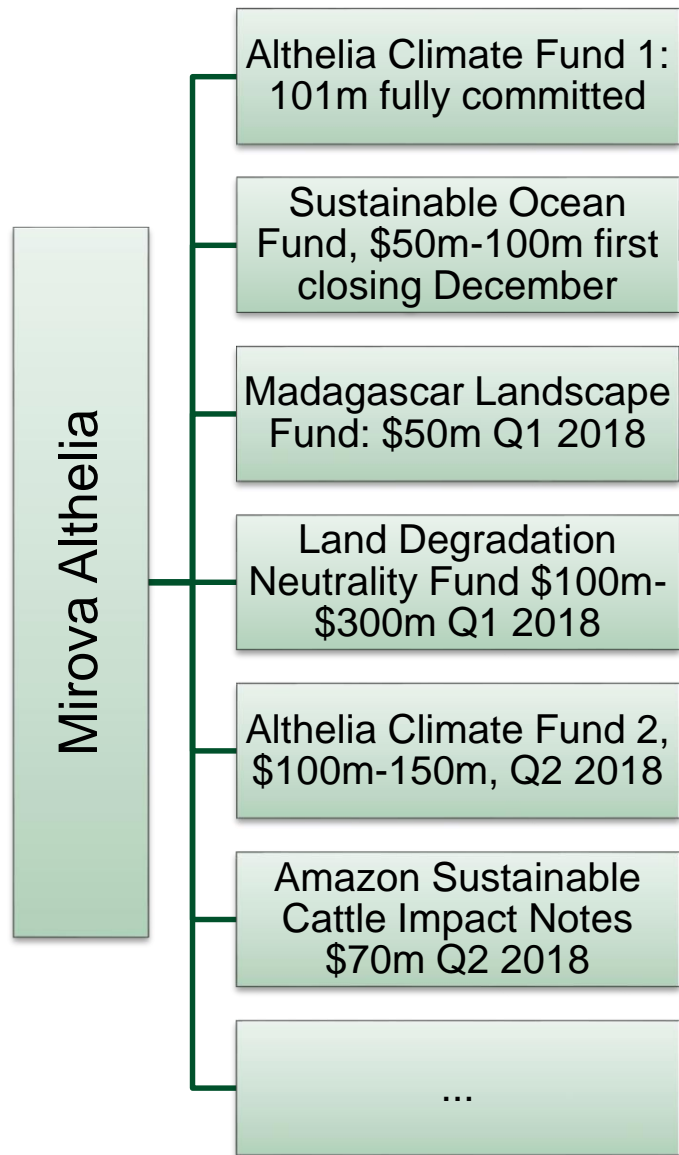 Mirova Althelia
Althelia Climate Fund 1:
101m fully committed
Sustainable Ocean
Fund, $50m-100m first
closing December
Madagascar Landscape
Fund: $50m Q1 2018
Land Degradation
Neutrality Fund $100m-
$300m Q1 2018
Althelia Climate Fund 2,
$100m-150m, Q2 2018
Amazon Sustainable
Cattle Impact Notes
$70m Q2 2018
...